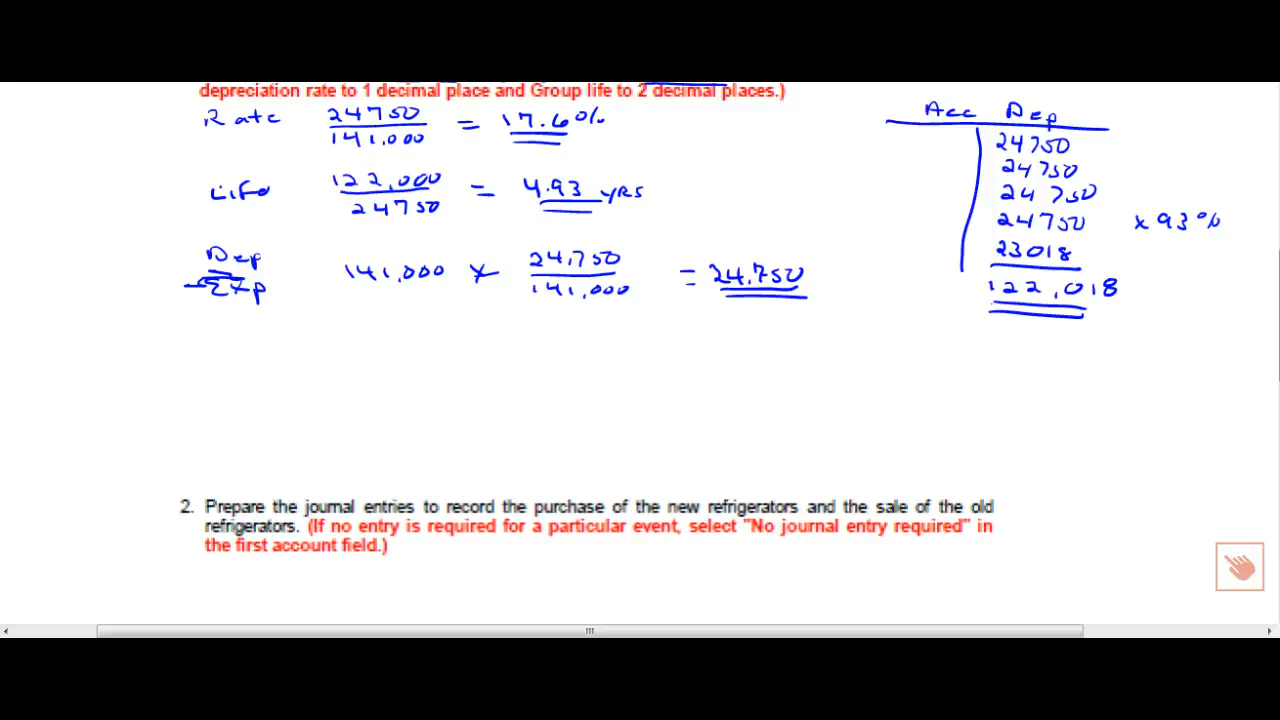 depreciation rate to 1 decimal place and Group life to 2 decimal places.)
Rate 24750 / 141,000 = 17.6%
Life 122,000 / 24750 = 4.93 yrs
Dep Exp 141,000 x 24,750 / 141,000 = 24,750
Acc Dep
24750
24750
24750
24750 x 93%
23018
122,018
2. Prepare the journal entries to record the purchase of the new refrigerators and the sale of the old
refrigerators. (If no entry is required for a particular event, select "No journal entry required" in
the first account field.)